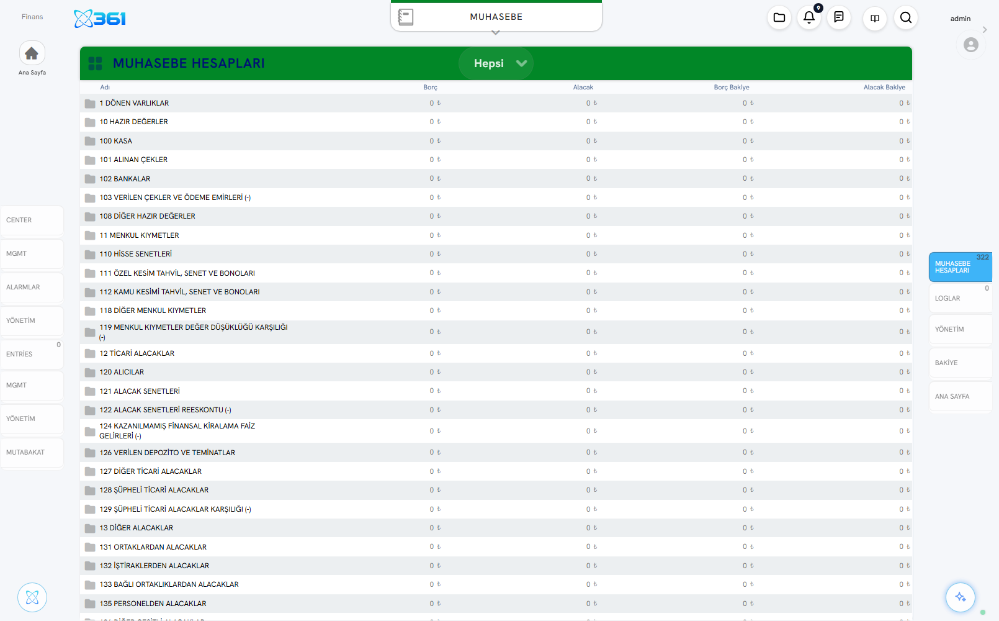 Finans
361
MUHASEBE
9
admin
Ana Sayfa
MUHASEBE HESAPLARI
Hepsi
Adı Borç Alacak Borç Bakiye Alacak Bakiye
1 DÖNEN VARLIKLAR 0 ₺ 0 ₺ 0 ₺ 0 ₺
10 HAZIR DEĞERLER 0 ₺ 0 ₺ 0 ₺ 0 ₺
100 KASA 0 ₺ 0 ₺ 0 ₺ 0 ₺
101 ALINAN ÇEKLER 0 ₺ 0 ₺ 0 ₺ 0 ₺
102 BANKALAR 0 ₺ 0 ₺ 0 ₺ 0 ₺
103 VERİLEN ÇEKLER VE ÖDEME EMİRLERİ (-) 0 ₺ 0 ₺ 0 ₺ 0 ₺
108 DİĞER HAZIR DEĞERLER 0 ₺ 0 ₺ 0 ₺ 0 ₺
11 MENKUL KIYMETLER 0 ₺ 0 ₺ 0 ₺ 0 ₺
110 HİSSE SENETLERİ 0 ₺ 0 ₺ 0 ₺ 0 ₺
111 ÖZEL KESİM TAHVİL, SENET VE BONOLARI 0 ₺ 0 ₺ 0 ₺ 0 ₺
112 KAMU KESİMİ TAHVİL, SENET VE BONOLARI 0 ₺ 0 ₺ 0 ₺ 0 ₺
118 DİĞER MENKUL KIYMETLER 0 ₺ 0 ₺ 0 ₺ 0 ₺
119 MENKUL KIYMETLER DEĞER DÜŞÜKLÜĞÜ KARŞILIĞI
(-) 0 ₺ 0 ₺ 0 ₺ 0 ₺
12 TİCARİ ALACAKLAR 0 ₺ 0 ₺ 0 ₺ 0 ₺
120 ALICILAR 0 ₺ 0 ₺ 0 ₺ 0 ₺
121 ALACAK SENETLERİ 0 ₺ 0 ₺ 0 ₺ 0 ₺
122 ALACAK SENETLERİ REESKONTU (-) 0 ₺ 0 ₺ 0 ₺ 0 ₺
124 KAZANILMAMIŞ FİNANSAL KİRALAMA FAİZ
GELİRLERİ (-) 0 ₺ 0 ₺ 0 ₺ 0 ₺
126 VERİLEN DEPOZİTO VE TEMİNATLAR 0 ₺ 0 ₺ 0 ₺ 0 ₺
127 DİĞER TİCARİ ALACAKLAR 0 ₺ 0 ₺ 0 ₺ 0 ₺
128 ŞÜPHELİ TİCARİ ALACAKLAR 0 ₺ 0 ₺ 0 ₺ 0 ₺
129 ŞÜPHELİ TİCARİ ALACAKLAR KARŞILIĞI (-) 0 ₺ 0 ₺ 0 ₺ 0 ₺
13 DİĞER ALACAKLAR 0 ₺ 0 ₺ 0 ₺ 0 ₺
131 ORTAKLARDAN ALACAKLAR 0 ₺ 0 ₺ 0 ₺ 0 ₺
132 İŞTİRAKLERDEN ALACAKLAR 0 ₺ 0 ₺ 0 ₺ 0 ₺
133 BAĞLI ORTAKLIKLARDAN ALACAKLAR 0 ₺ 0 ₺ 0 ₺ 0 ₺
135 PERSONELDEN ALACAKLAR 0 ₺ 0 ₺ 0 ₺ 0 ₺
CENTER
MGMT
ALARMLAR
YÖNETİM
ENTRİES 0
MGMT
YÖNETİM
MUTABAKAT
322
MUHASEBE
HESAPLARI
0
LOGLAR
YÖNETİM
BAKİYE
ANA SAYFA